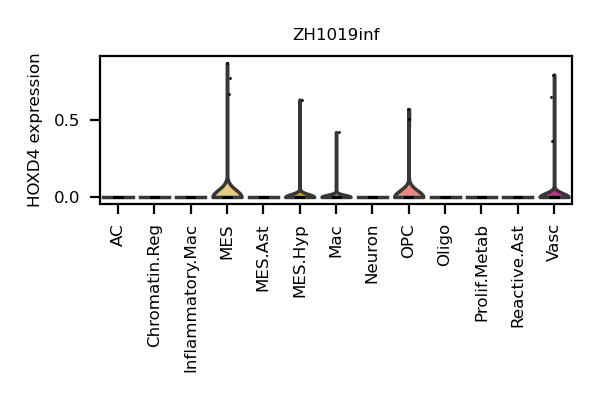 ZH1019inf
HOXD4 expression
0.5
0.0
AC
Chromatin.Reg
Inflammatory.Mac
MES
MES.Ast
MES.Hyp
Mac
Neuron
OPC
Oligo
Prolif.Metab
Reactive.Ast
Vasc